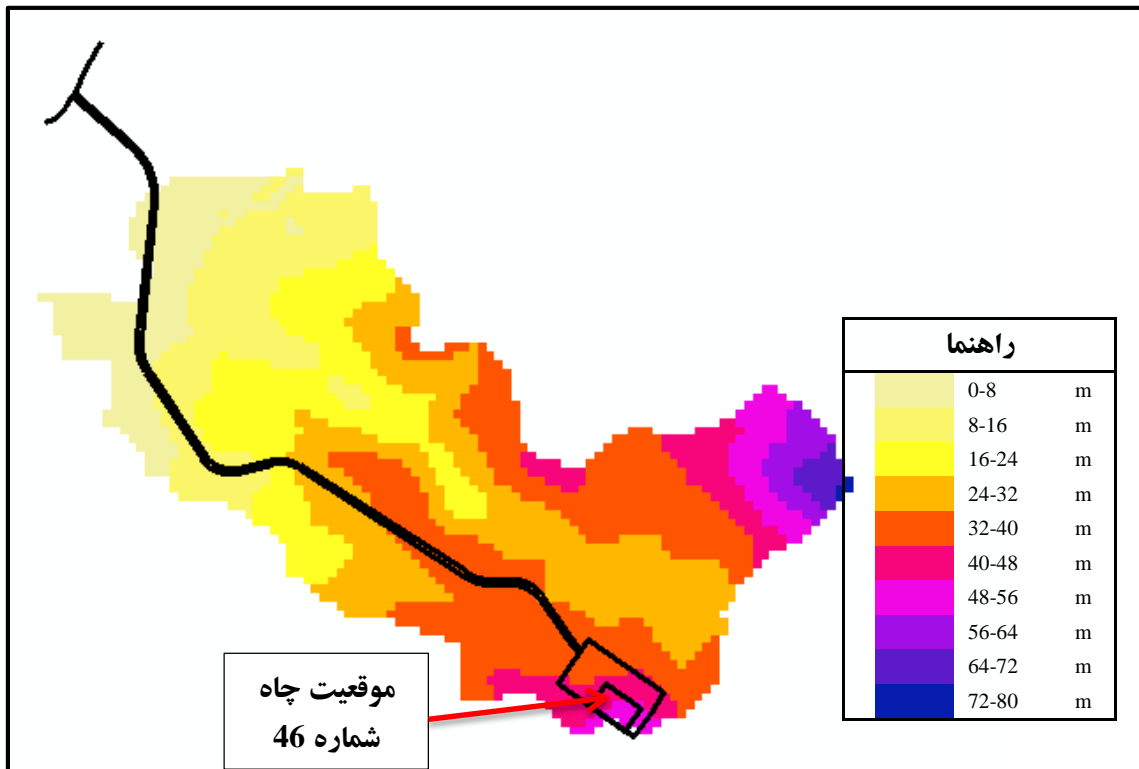 راهنما
0-8 m
8-16 m
16-24 m
24-32 m
32-40 m
40-48 m
48-56 m
56-64 m
64-72 m
72-80 m
موقعیت چاه
شماره 46